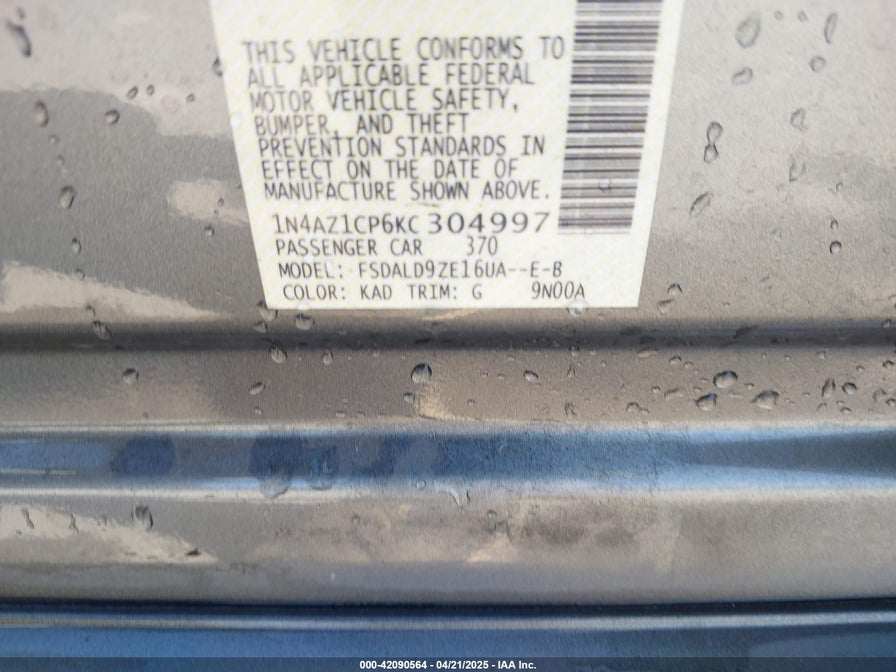 THIS VEHICLE CONFORMS TO
ALL APPLICABLE FEDERAL
MOTOR VEHICLE SAFETY,
BUMPER, AND THEFT
PREVENTION STANDARDS IN
EFFECT ON THE DATE OF
MANUFACTURE SHOWN ABOVE.
1N4AZ1CP6KC 304997
PASSENGER CAR 370
MODEL: FSDALD9ZE16UA--E-B
COLOR: KAD TRIM: G 9N00A
000-42090564 - 04/21/2025 - IAA Inc.